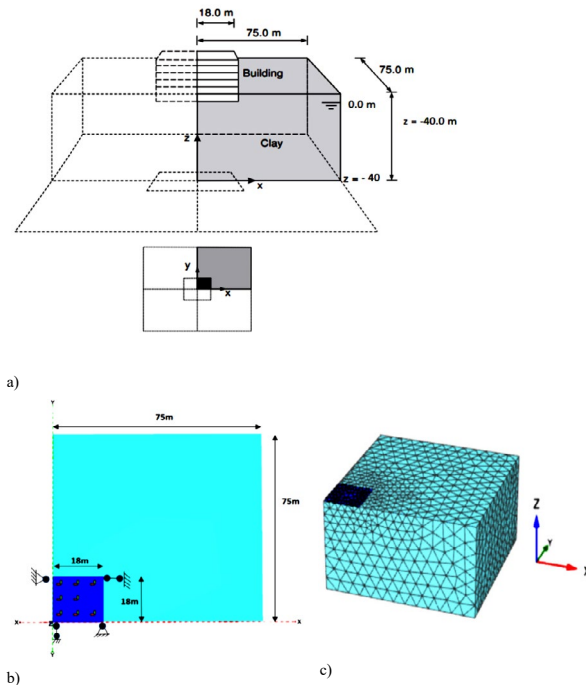 18.0 m
75.0 m
75.0 m
Building
0.0 m
z = -40.0 m
Clay
z
z = - 40
x
y
x
a)
Y
75m
75m
18m
18m
x
z
x
Y
b)
Z
Y
X
c)